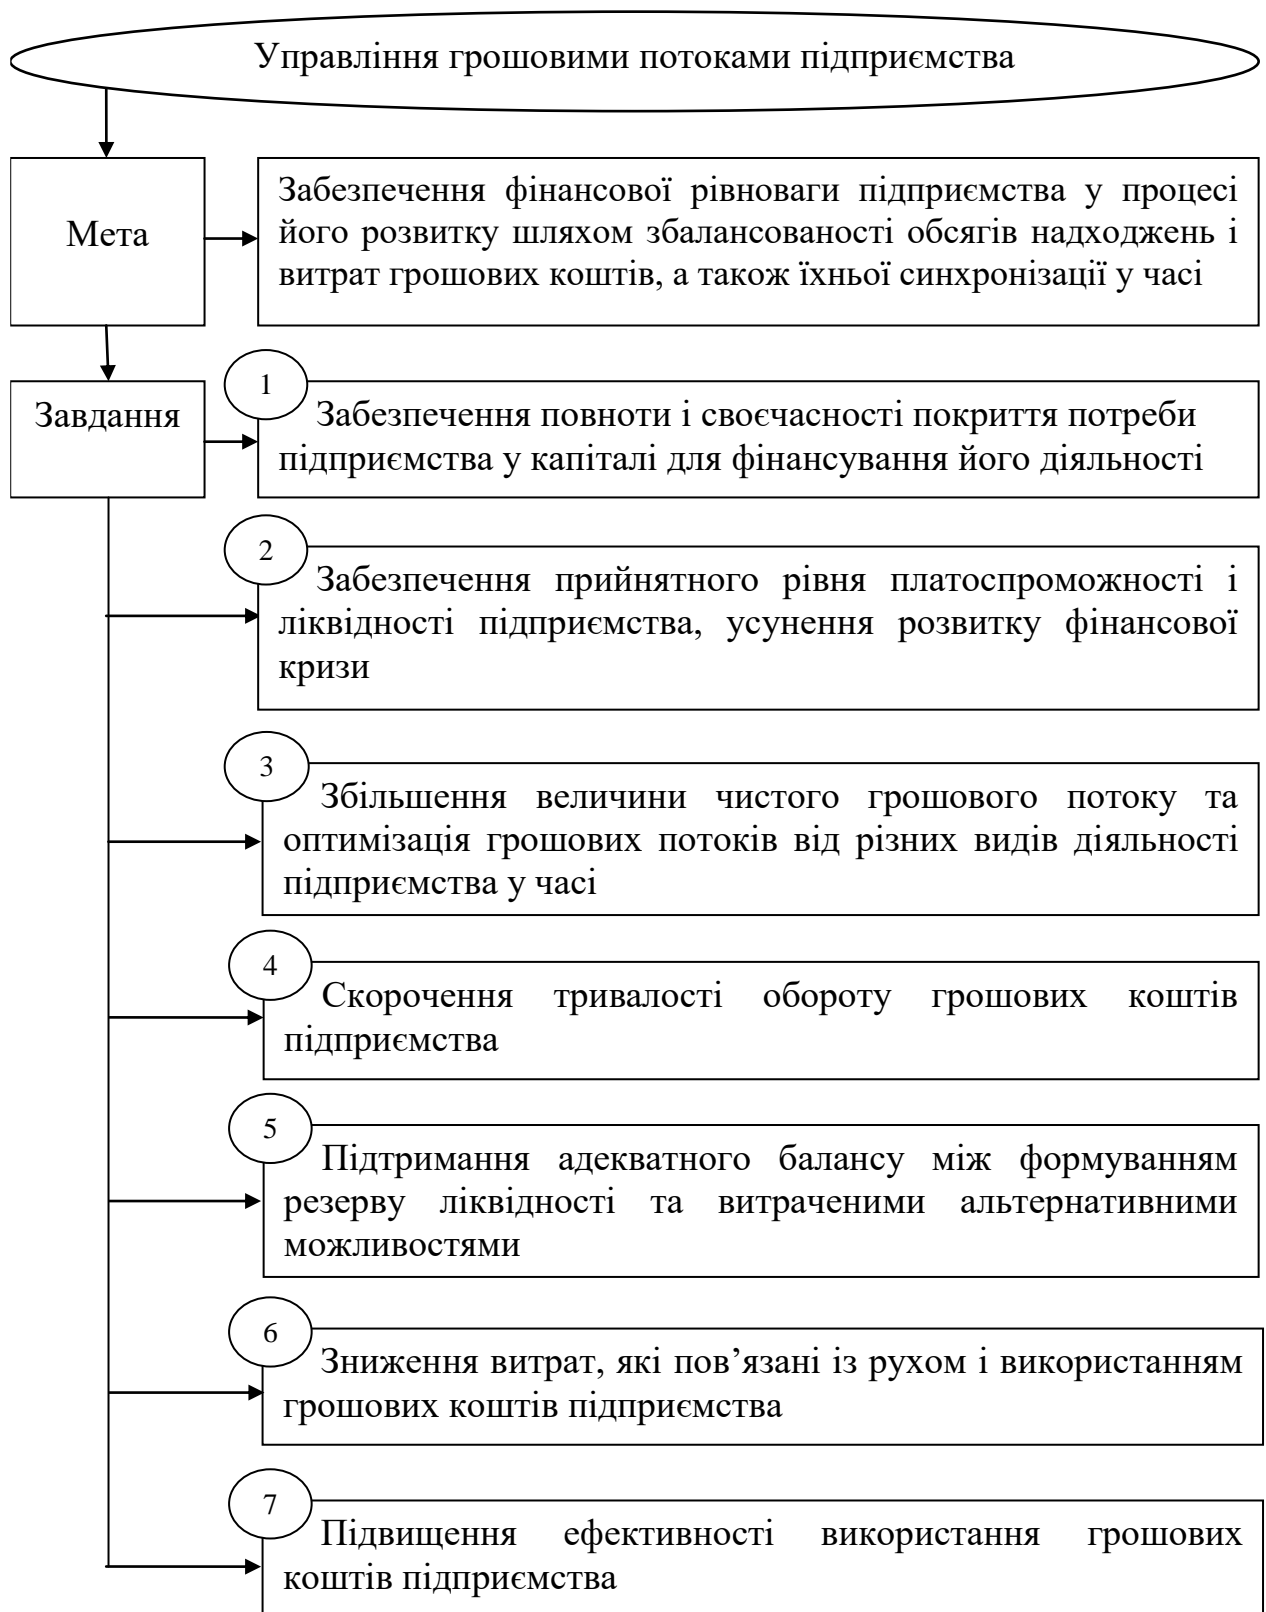 Управління грошовими потоками підприємства
Мета
Забезпечення фінансової рівноваги підприємства у процесі
його розвитку шляхом збалансованості обсягів надходжень і
витрат грошових коштів, а також їхньої синхронізації у часі
Завдання
1
Забезпечення повноти і своєчасності покриття потреби
підприємства у капіталі для фінансування його діяльності
2
Забезпечення прийнятного рівня платоспроможності і
ліквідності підприємства, усунення розвитку фінансової
кризи
3
Збільшення величини чистого грошового потоку та
оптимізація грошових потоків від різних видів діяльності
підприємства у часі
4
Скорочення тривалості обороту грошових коштів
підприємства
5
Підтримання адекватного балансу між формуванням
резерву ліквідності та витраченими альтернативними
можливостями
6
Зниження витрат, які пов’язані із рухом і використанням
грошових коштів підприємства
7
Підвищення ефективності використання грошових
коштів підприємства